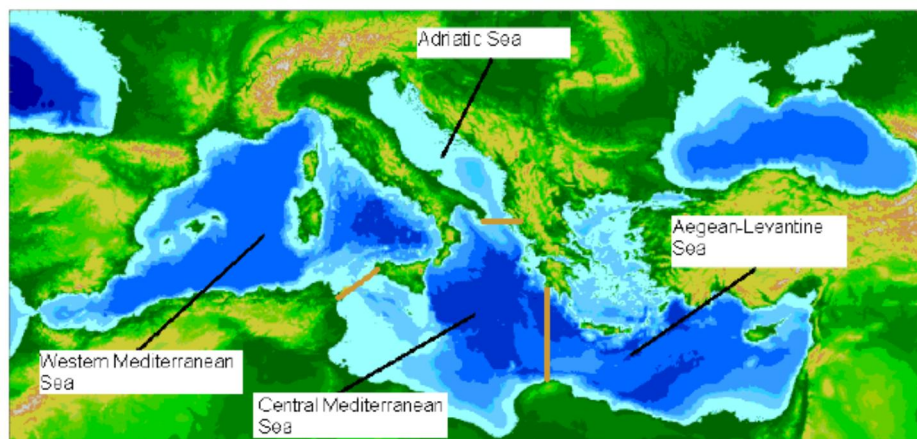 Adriatic Sea
Aegean-Levantine
Sea
Western Mediterranean
Sea
Central Mediterranean
Sea